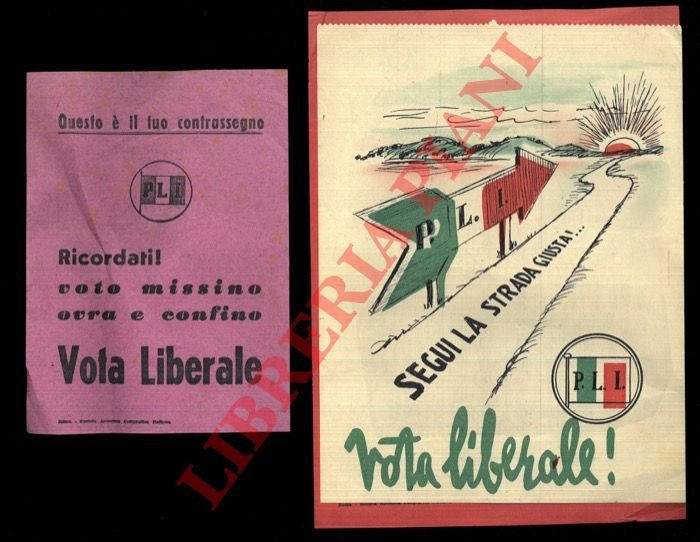 Questo è il tuo contrassegno
P L I
Ricordati!
voto missino
ovra e confino
Vota Liberale
P. L. I.
SEGUI LA STRADA GIUSTA!...
P. L. I.
Vota liberale!
LIBRERIA PIANI